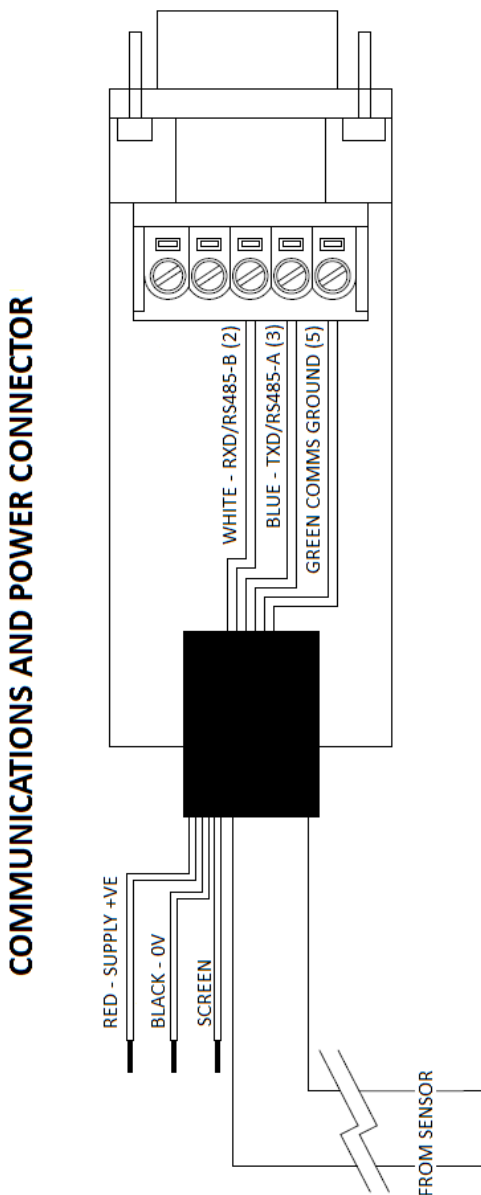 COMMUNICATIONS AND POWER CONNECTOR
WHITE - RXD/RS485-B (2)
BLUE - TXD/RS485-A (3)
GREEN COMMS GROUND (5)
RED - SUPPLY +VE
BLACK - 0V
SCREEN
FROM SENSOR